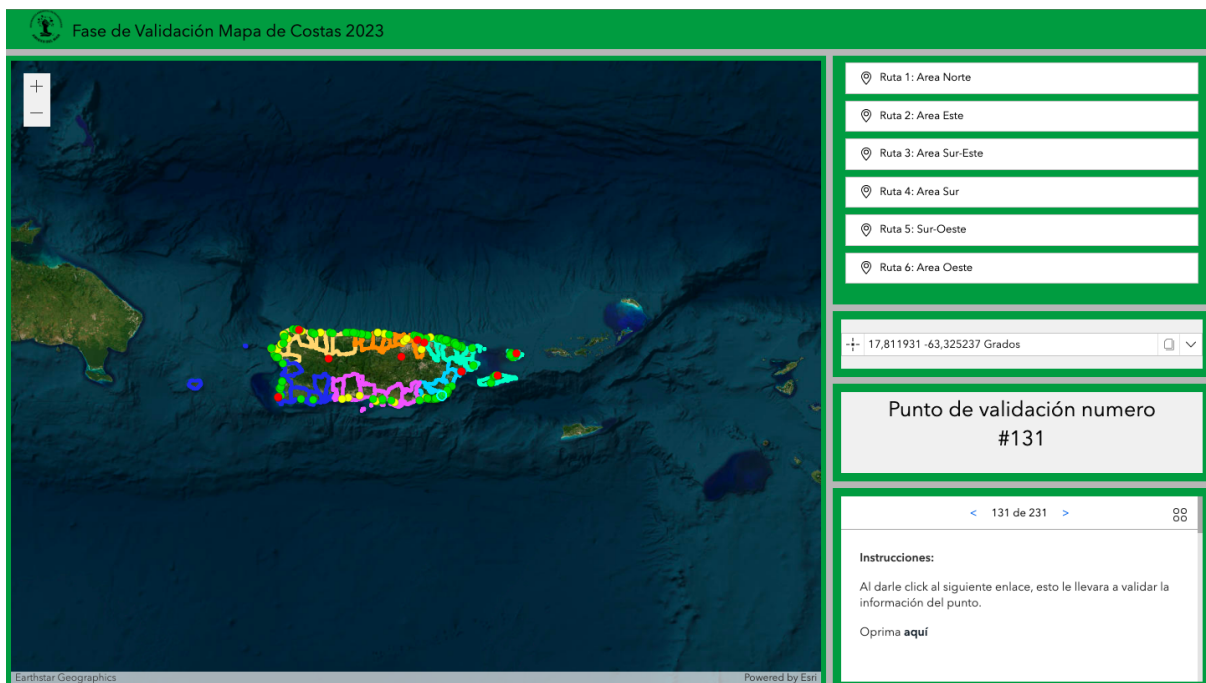 Fase de Validación Mapa de Costas 2023
+
−
Earthstar Geographics
Powered by Esri
Ruta 1: Area Norte
Ruta 2: Area Este
Ruta 3: Area Sur-Este
Ruta 4: Area Sur
Ruta 5: Sur-Oeste
Ruta 6: Area Oeste
17,811931 -63,325237 Grados
Punto de validación numero
#131
< 131 de 231 >
Instrucciones:
Al darle click al siguiente enlace, esto le llevara a validar la
información del punto.
Oprima aquí